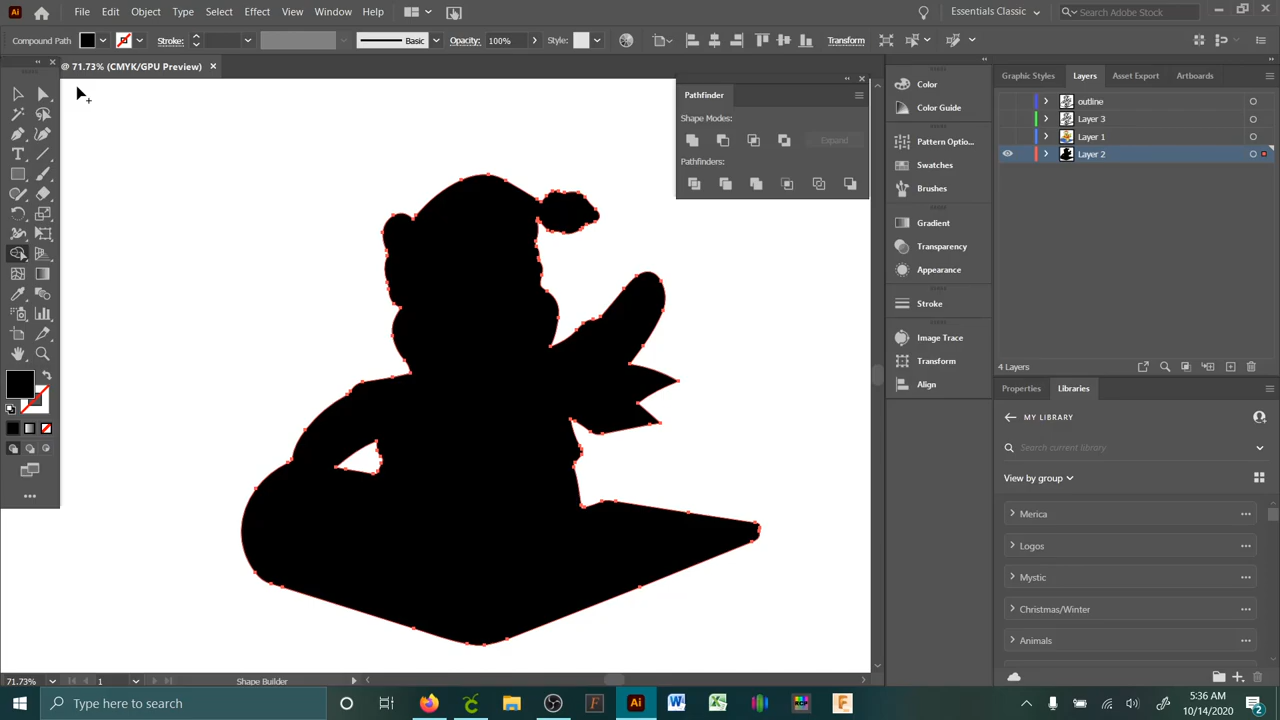 File Edit Object Type Select Effect View Window Help
Essentials Classic
Search Adobe Stock
Compound Path Stroke: Basic Opacity: 100% Style: Transform
@ 71.73% (CMYK/GPU Preview)
Pathfinder
Shape Modes:
Expand
Pathfinders:
Color
Color Guide
Pattern Optio...
Swatches
Brushes
Gradient
Transparency
Appearance
Stroke
Image Trace
Transform
Align
Graphic Styles Layers Asset Export Artboards
outline
Layer 3
Layer 1
Layer 2
4 Layers
Properties Libraries
MY LIBRARY
Search current library
View by group
Merica
Logos
Mystic
Christmas/Winter
Animals
71.73% 1 Shape Builder
Type here to search
5:36 AM
10/14/2020
2